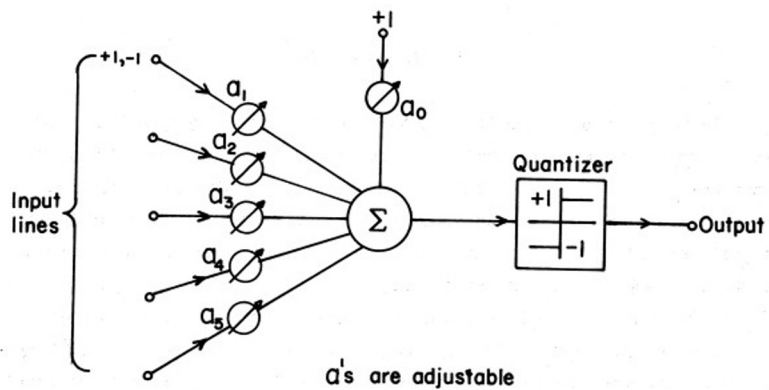 +1
+1,-1
a1
a0
a2
Quantizer
a3
Input
lines
Σ
+1
-1
Output
a4
a5
a's are adjustable